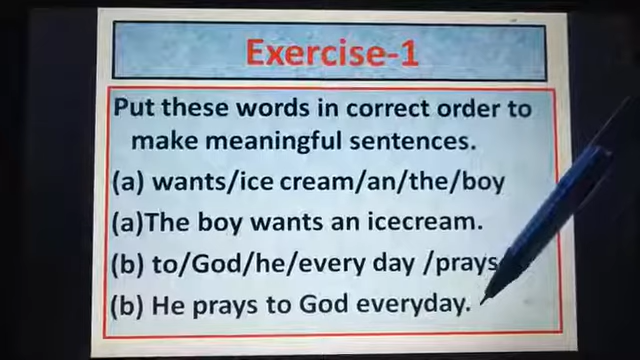 Exercise-1
Put these words in correct order to
make meaningful sentences.
(a) wants/ice cream/an/the/boy
(a)The boy wants an icecream.
(b) to/God/he/every day /prays
(b) He prays to God everyday.